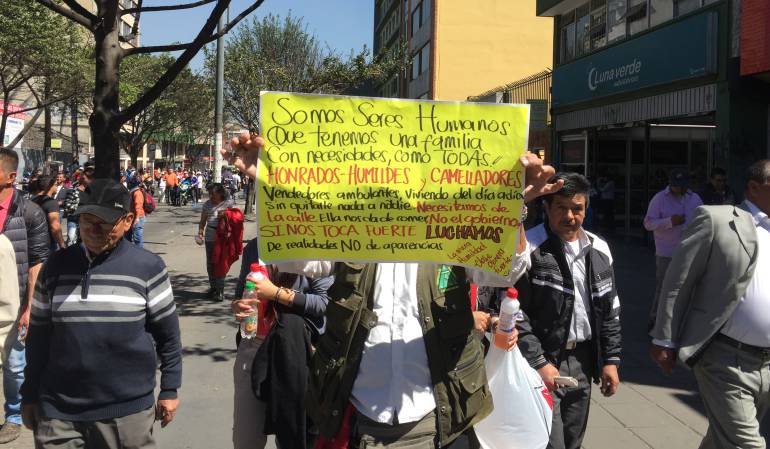 Luna verde
Somos Seres Humanos
Que tenemos una familia
Con necesidades, como TODAS!
HONRADOS-HUMILDES, CAMELLADORES
Vendedores ambulantes, Viviendo del día a día
sin quitarle nada a nadie. Necesitamos de
La calle Ella nos da de comer, No el gobierno
SI NOS TOCA FUERTE LUCHAMOS
De realidades NO de aparencias